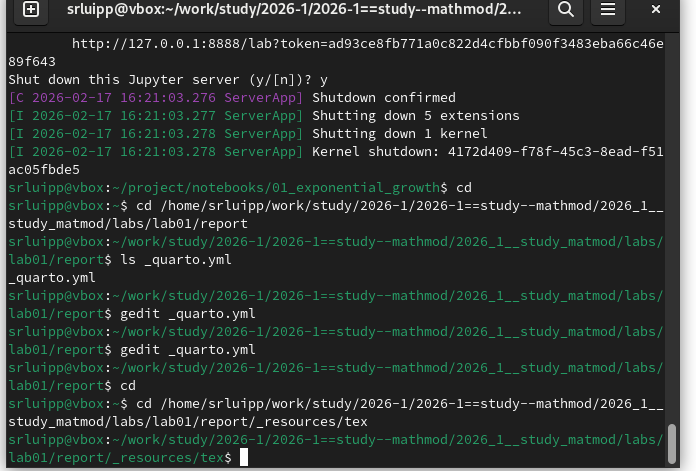 srluipp@vbox:~/work/study/2026-1/2026-1==study--mathmod/2...
http://127.0.0.1:8888/lab?token=ad93ce8fb771a0c822d4cfbbf090f3483eba66c46e
89f643
Shut down this Jupyter server (y/[n])? y
[C 2026-02-17 16:21:03.276 ServerApp] Shutdown confirmed
[I 2026-02-17 16:21:03.277 ServerApp] Shutting down 5 extensions
[I 2026-02-17 16:21:03.278 ServerApp] Shutting down 1 kernel
[I 2026-02-17 16:21:03.278 ServerApp] Kernel shutdown: 4172d409-f78f-45c3-8ead-f51
ac05fbde5
srluipp@vbox:~/project/notebooks/01_exponential_growth$ cd
srluipp@vbox:~$ cd /home/srluipp/work/study/2026-1/2026-1==study--mathmod/2026_1__
study_matmod/labs/lab01/report
srluipp@vbox:~/work/study/2026-1/2026-1==study--mathmod/2026_1__study_matmod/labs/
lab01/report$ ls _quarto.yml
_quarto.yml
srluipp@vbox:~/work/study/2026-1/2026-1==study--mathmod/2026_1__study_matmod/labs/
lab01/report$ gedit _quarto.yml
srluipp@vbox:~/work/study/2026-1/2026-1==study--mathmod/2026_1__study_matmod/labs/
lab01/report$ gedit _quarto.yml
srluipp@vbox:~/work/study/2026-1/2026-1==study--mathmod/2026_1__study_matmod/labs/
lab01/report$ cd
srluipp@vbox:~$ cd /home/srluipp/work/study/2026-1/2026-1==study--mathmod/2026_1__
study_matmod/labs/lab01/report/_resources/tex
srluipp@vbox:~/work/study/2026-1/2026-1==study--mathmod/2026_1__study_matmod/labs/
lab01/report/_resources/tex$